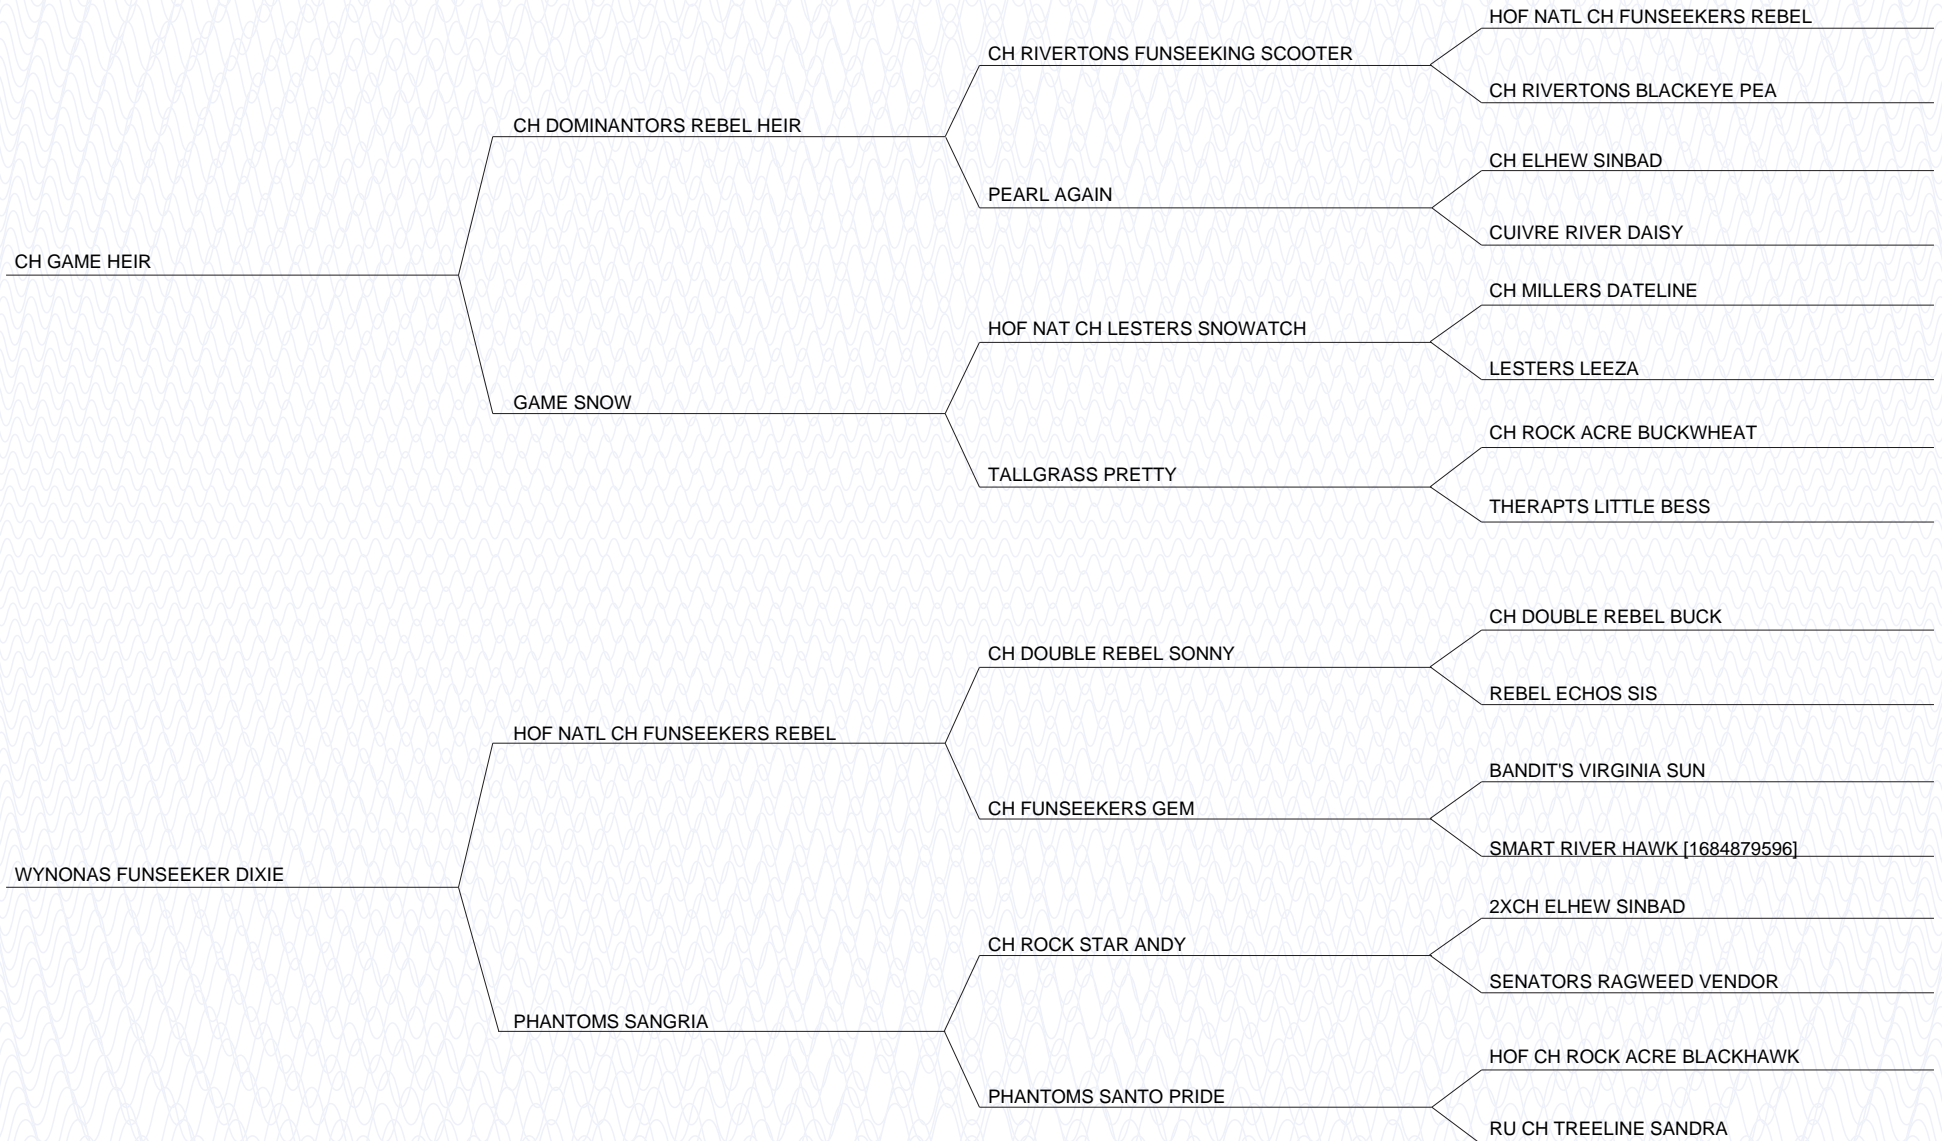 HOF NATL CH FUNSEEKERS REBEL
CH RIVERTONS FUNSEEKING SCOOTER
CH RIVERTONS BLACKEYE PEA
CH DOMINANTORS REBEL HEIR
CH ELHEW SINBAD
PEARL AGAIN
CUIVRE RIVER DAISY
CH GAME HEIR
CH MILLERS DATELINE
HOF NAT CH LESTERS SNOWATCH
LESTERS LEEZA
GAME SNOW
CH ROCK ACRE BUCKWHEAT
TALLGRASS PRETTY
THERAPTS LITTLE BESS
CH DOUBLE REBEL BUCK
CH DOUBLE REBEL SONNY
REBEL ECHOS SIS
HOF NATL CH FUNSEEKERS REBEL
BANDIT'S VIRGINIA SUN
CH FUNSEEKERS GEM
SMART RIVER HAWK [1684879596]
WYNONAS FUNSEEKER DIXIE
2XCH ELHEW SINBAD
CH ROCK STAR ANDY
SENATORS RAGWEED VENDOR
PHANTOMS SANGRIA
HOF CH ROCK ACRE BLACKHAWK
PHANTOMS SANTO PRIDE
RU CH TREELINE SANDRA